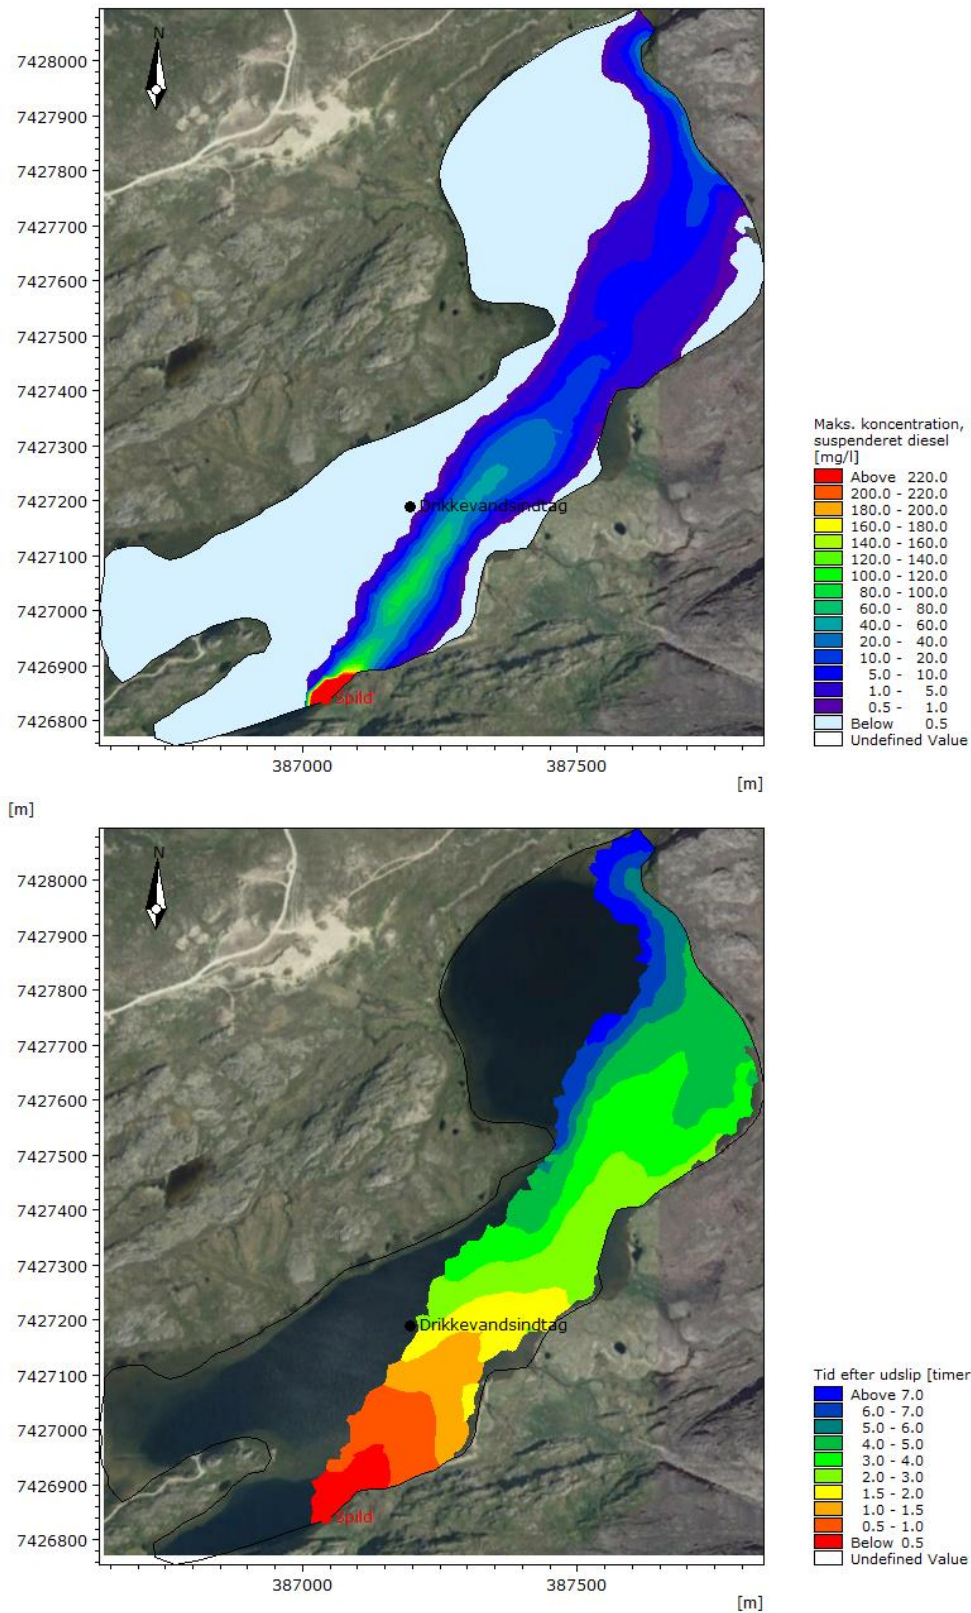 N
7428000
7427900
7427800
7427700
7427600
7427500
7427400
7427300
7427200
7427100
7427000
7426900
7426800
Drikkevandsindtag
Spild
387000 387500
[m]
Maks. koncentration,
suspenderet diesel
[mg/l]
Above 220.0
200.0 - 220.0
180.0 - 200.0
160.0 - 180.0
140.0 - 160.0
120.0 - 140.0
100.0 - 120.0
80.0 - 100.0
60.0 - 80.0
40.0 - 60.0
20.0 - 40.0
10.0 - 20.0
5.0 - 10.0
1.0 - 5.0
0.5 - 1.0
Below 0.5
Undefined Value
[m]
N
7428000
7427900
7427800
7427700
7427600
7427500
7427400
7427300
7427200
7427100
7427000
7426900
7426800
Drikkevandsindtag
Spild
387000 387500
[m]
Tid efter udslip [timer
Above 7.0
6.0 - 7.0
5.0 - 6.0
4.0 - 5.0
3.0 - 4.0
2.0 - 3.0
1.5 - 2.0
1.0 - 1.5
0.5 - 1.0
Below 0.5
Undefined Value